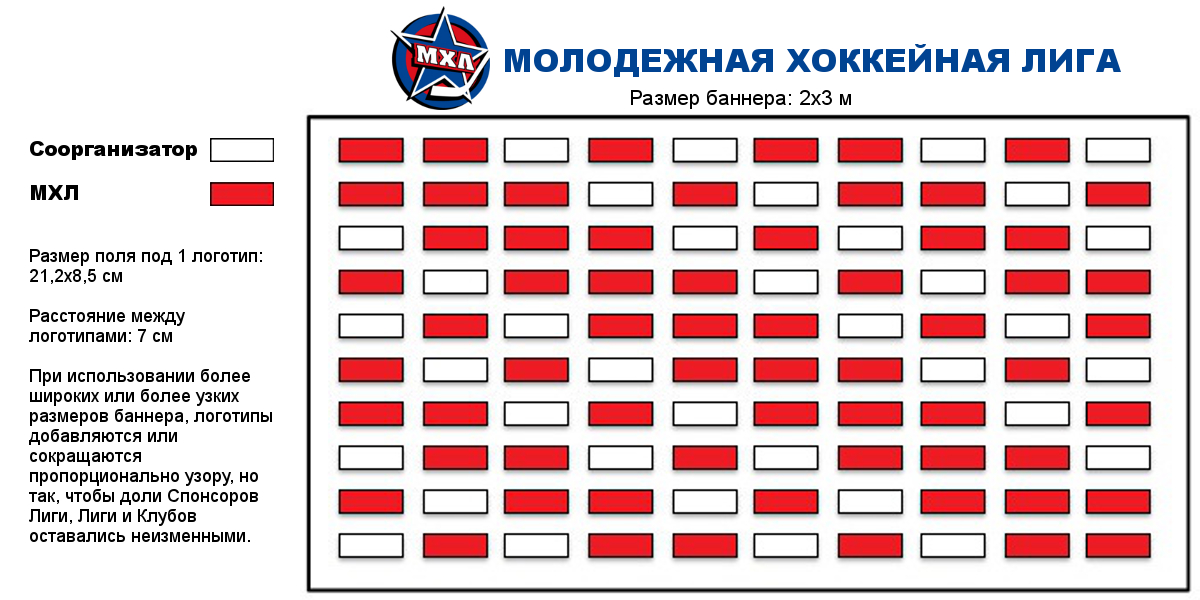 МХЛ
МОЛОДЕЖНАЯ ХОККЕЙНАЯ ЛИГА
Размер баннера: 2х3 м
Соорганизатор
МХЛ
Размер поля под 1 логотип:
21,2х8,5 см
Расстояние между
логотипами: 7 см
При использовании более
широких или более узких
размеров баннера, логотипы
добавляются или
сокращаются
пропорционально узору, но
так, чтобы доли Спонсоров
Лиги, Лиги и Клубов
оставались неизменными.